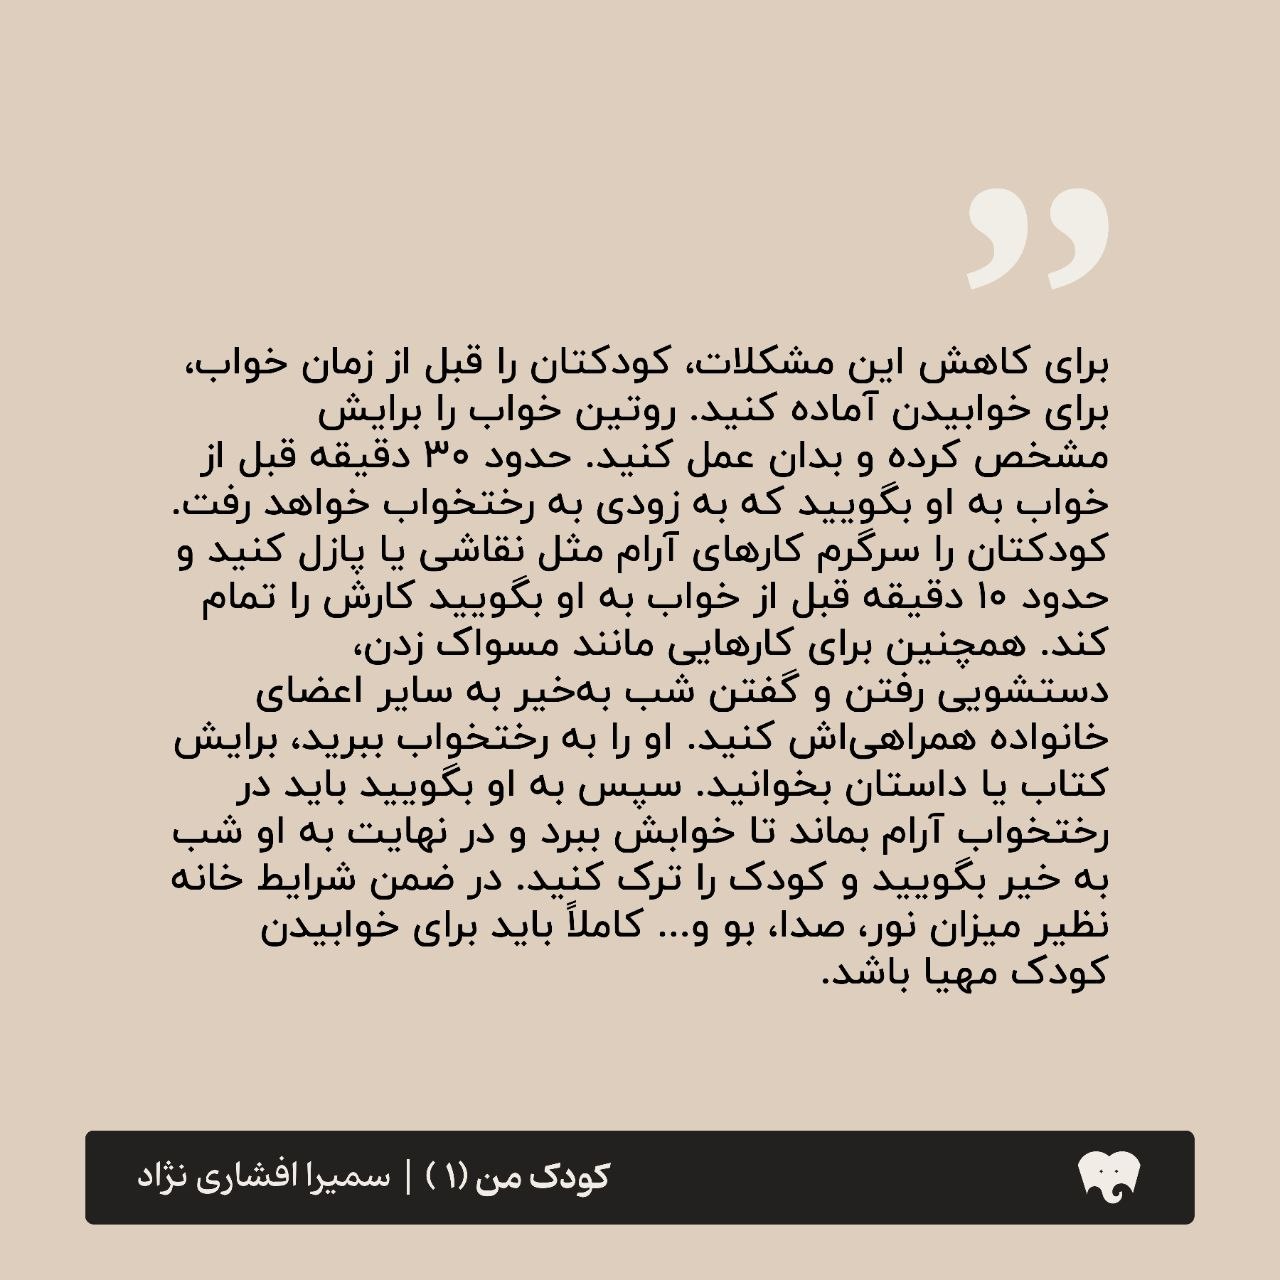 ”
برای کاهش این مشکلات، کودکتان را قبل از زمان خواب،
برای خوابیدن آماده کنید. روتین خواب را برایش
مشخص کرده و بدان عمل کنید. حدود ۳۰ دقیقه قبل از
خواب به او بگویید که به زودی به رختخواب خواهد رفت.
کودکتان را سرگرم کارهای آرام مثل نقاشی یا پازل کنید و
حدود ۱۰ دقیقه قبل از خواب به او بگویید کارش را تمام
کند. همچنین برای کارهایی مانند مسواک زدن،
دستشویی رفتن و گفتن شب به‌خیر به سایر اعضای
خانواده همراهی‌اش کنید. او را به رختخواب ببرید، برایش
کتاب یا داستان بخوانید. سپس به او بگویید باید در
رختخواب آرام بماند تا خوابش ببرد و در نهایت به او شب
به خیر بگویید و کودک را ترک کنید. در ضمن شرایط خانه
نظیر میزان نور، صدا، بو و... کاملاً باید برای خوابیدن
کودک مهیا باشد.
کودک من (۱) | سمیرا افشاری نژاد